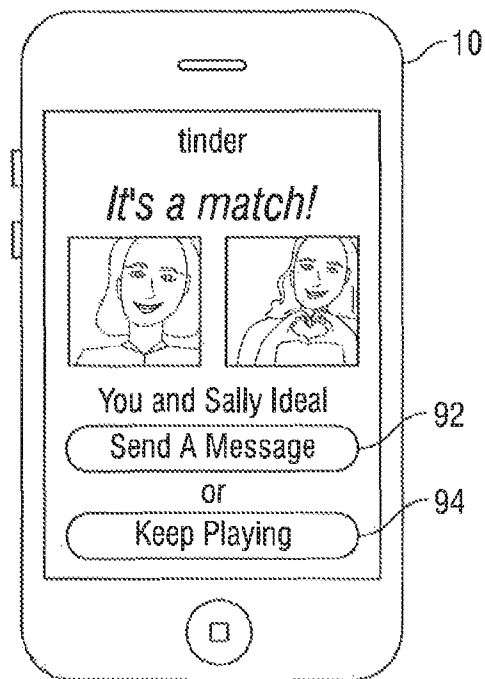 10
tinder
It's a match!
You and Sally Ideal
Send A Message
92
or
Keep Playing
94